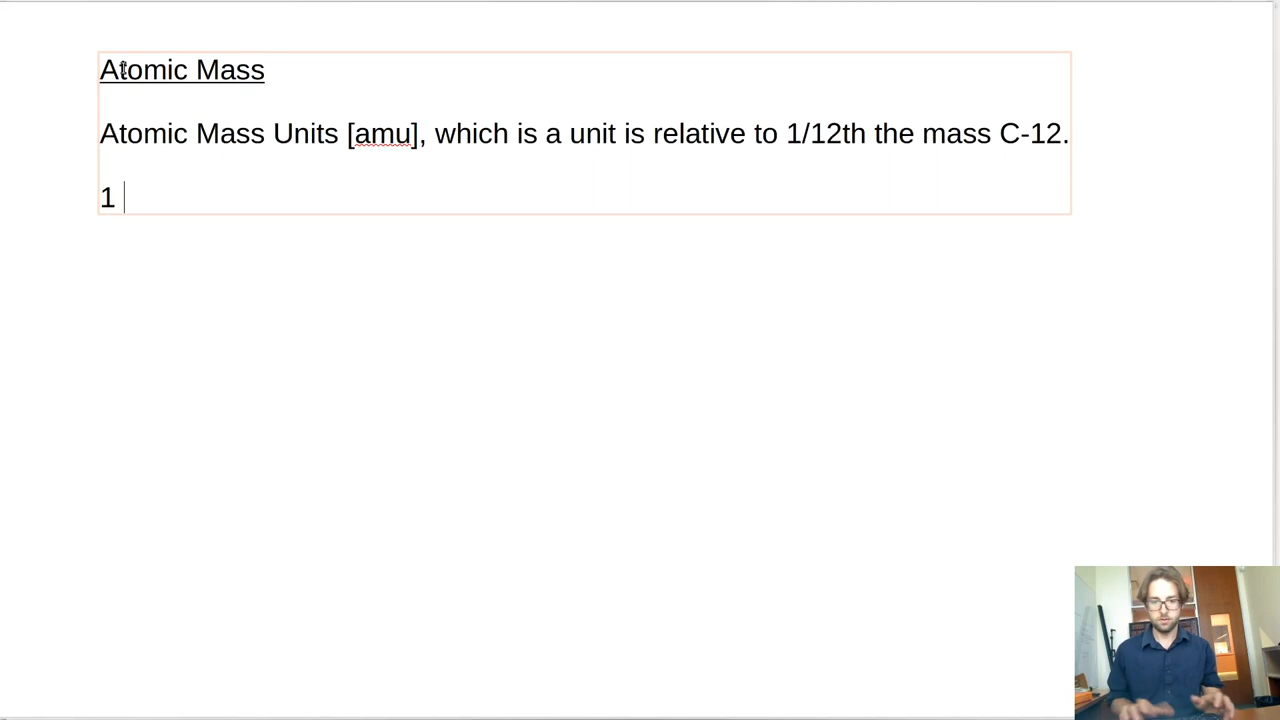 Atomic Mass
Atomic Mass Units [amu], which is a unit is relative to 1/12th the mass C-12.
1